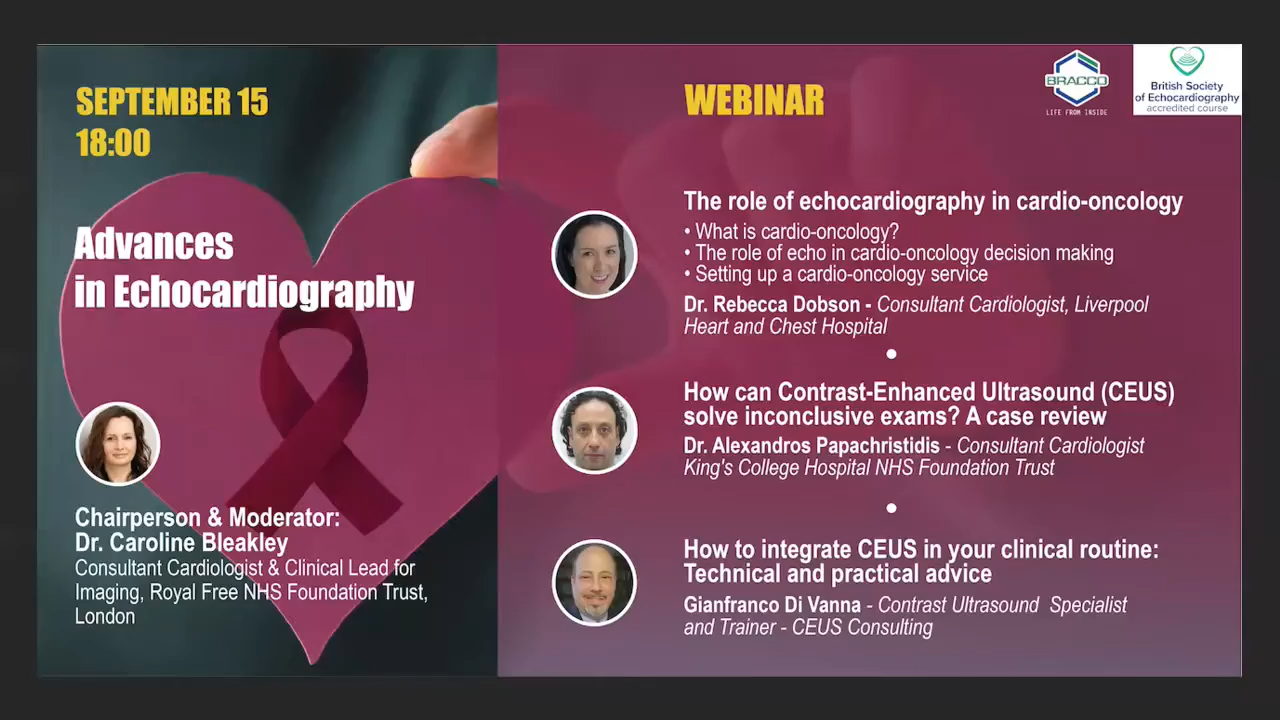 SEPTEMBER 15
18:00
Advances
in Echocardiography
Chairperson & Moderator:
Dr. Caroline Bleakley
Consultant Cardiologist & Clinical Lead for
Imaging, Royal Free NHS Foundation Trust,
London
WEBINAR
BRACCO
LIFE FROM INSIDE
British Society
of Echocardiography
accredited course
The role of echocardiography in cardio-oncology
• What is cardio-oncology?
• The role of echo in cardio-oncology decision making
• Setting up a cardio-oncology service
Dr. Rebecca Dobson - Consultant Cardiologist, Liverpool
Heart and Chest Hospital
How can Contrast-Enhanced Ultrasound (CEUS)
solve inconclusive exams? A case review
Dr. Alexandros Papachristidis - Consultant Cardiologist
King's College Hospital NHS Foundation Trust
How to integrate CEUS in your clinical routine:
Technical and practical advice
Gianfranco Di Vanna - Contrast Ultrasound Specialist
and Trainer - CEUS Consulting